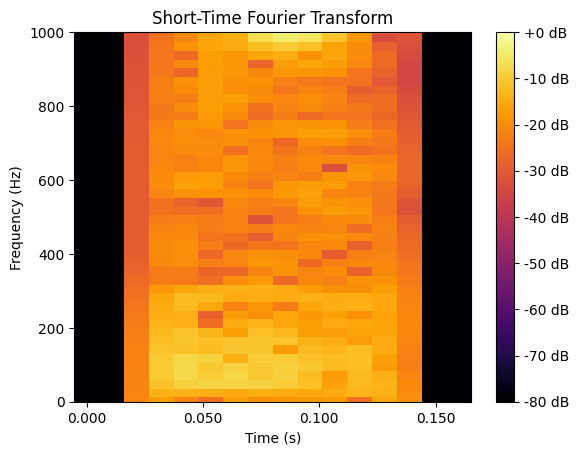 Short-Time Fourier Transform
1000
800
600
400
200
0
Frequency (Hz)
0.000
0.050
0.100
0.150
Time (s)
+0 dB
-10 dB
-20 dB
-30 dB
-40 dB
-50 dB
-60 dB
-70 dB
-80 dB